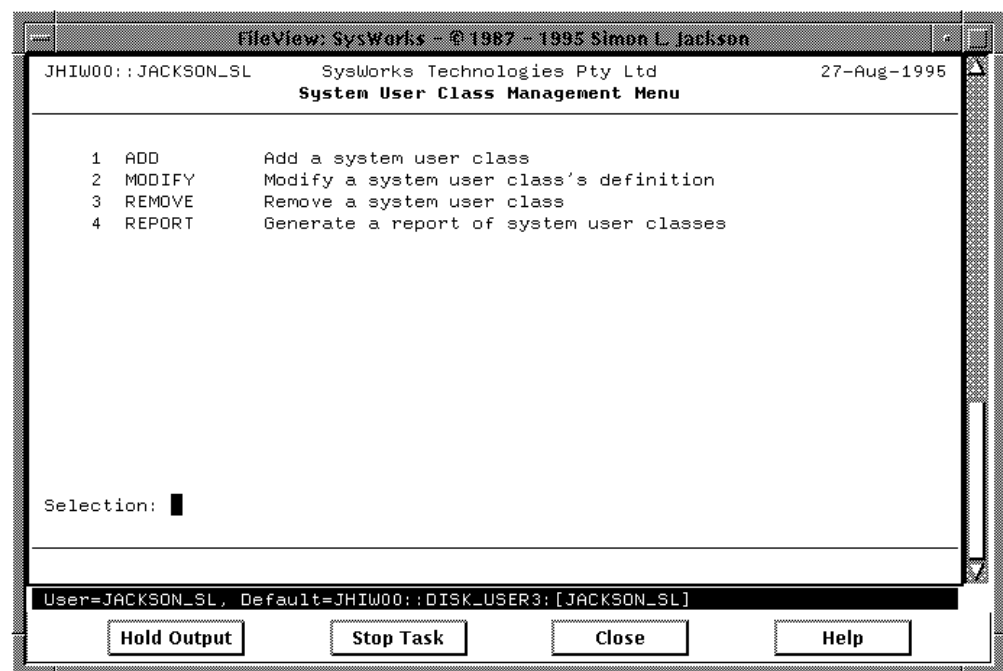 FileView: SysWorks - © 1987 - 1995 Simon L. Jackson
JHIW00::JACKSON_SL SysWorks Technologies Pty Ltd 27-Aug-1995
System User Class Management Menu
1 ADD Add a system user class
2 MODIFY Modify a system user class's definition
3 REMOVE Remove a system user class
4 REPORT Generate a report of system user classes
Selection:
User=JACKSON_SL, Default=JHIW00::DISK_USER3:[JACKSON_SL]
Hold Output Stop Task Close Help